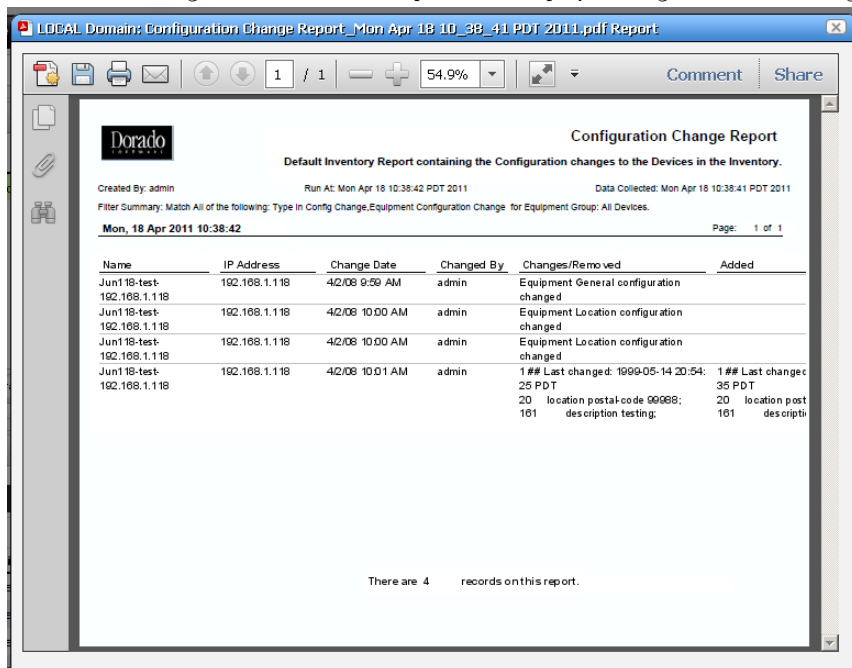 LOCAL Domain: Configuration Change Report_Mon Apr 18 10_38_41 PDT 2011.pdf Report
1 / 1 54.9% Comment Share
Dorado
SOFTWARE
Configuration Change Report
Default Inventory Report containing the Configuration changes to the Devices in the Inventory.
Created By: admin Run At: Mon Apr 18 10:38:42 PDT 2011 Data Collected: Mon Apr 18 10:38:41 PDT 2011
Filter Summary: Match All of the following: Type In Config Change,Equipment Configuration Change for Equipment Group: All Devices.
Mon, 18 Apr 2011 10:38:42 Page: 1 of 1
Name IP Address Change Date Changed By Changes/Removed Added
Jun118-test- 192.168.1.118 4/2/08 9:59 AM admin Equipment General configuration
192.168.1.118 changed
Jun118-test- 192.168.1.118 4/2/08 10:00 AM admin Equipment Location configuration
192.168.1.118 changed
Jun118-test- 192.168.1.118 4/2/08 10:00 AM admin Equipment Location configuration
192.168.1.118 changed
Jun118-test- 192.168.1.118 4/2/08 10:01 AM admin 1 ## Last changed: 1999-05-14 20:54: 1 ## Last changed
192.168.1.118 25 PDT 35 PDT
20 location postal-code 99988; 20 location post
161 description testing; 161 descripti
There are 4 records on this report.